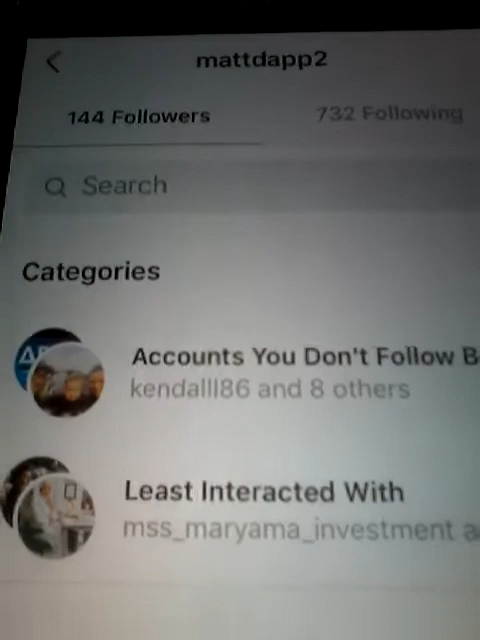 mattdapp2
144 Followers
732 Following
Search
Categories
Accounts You Don't Follow B
kendalll86 and 8 others
Least Interacted With
mss_maryama_investment a